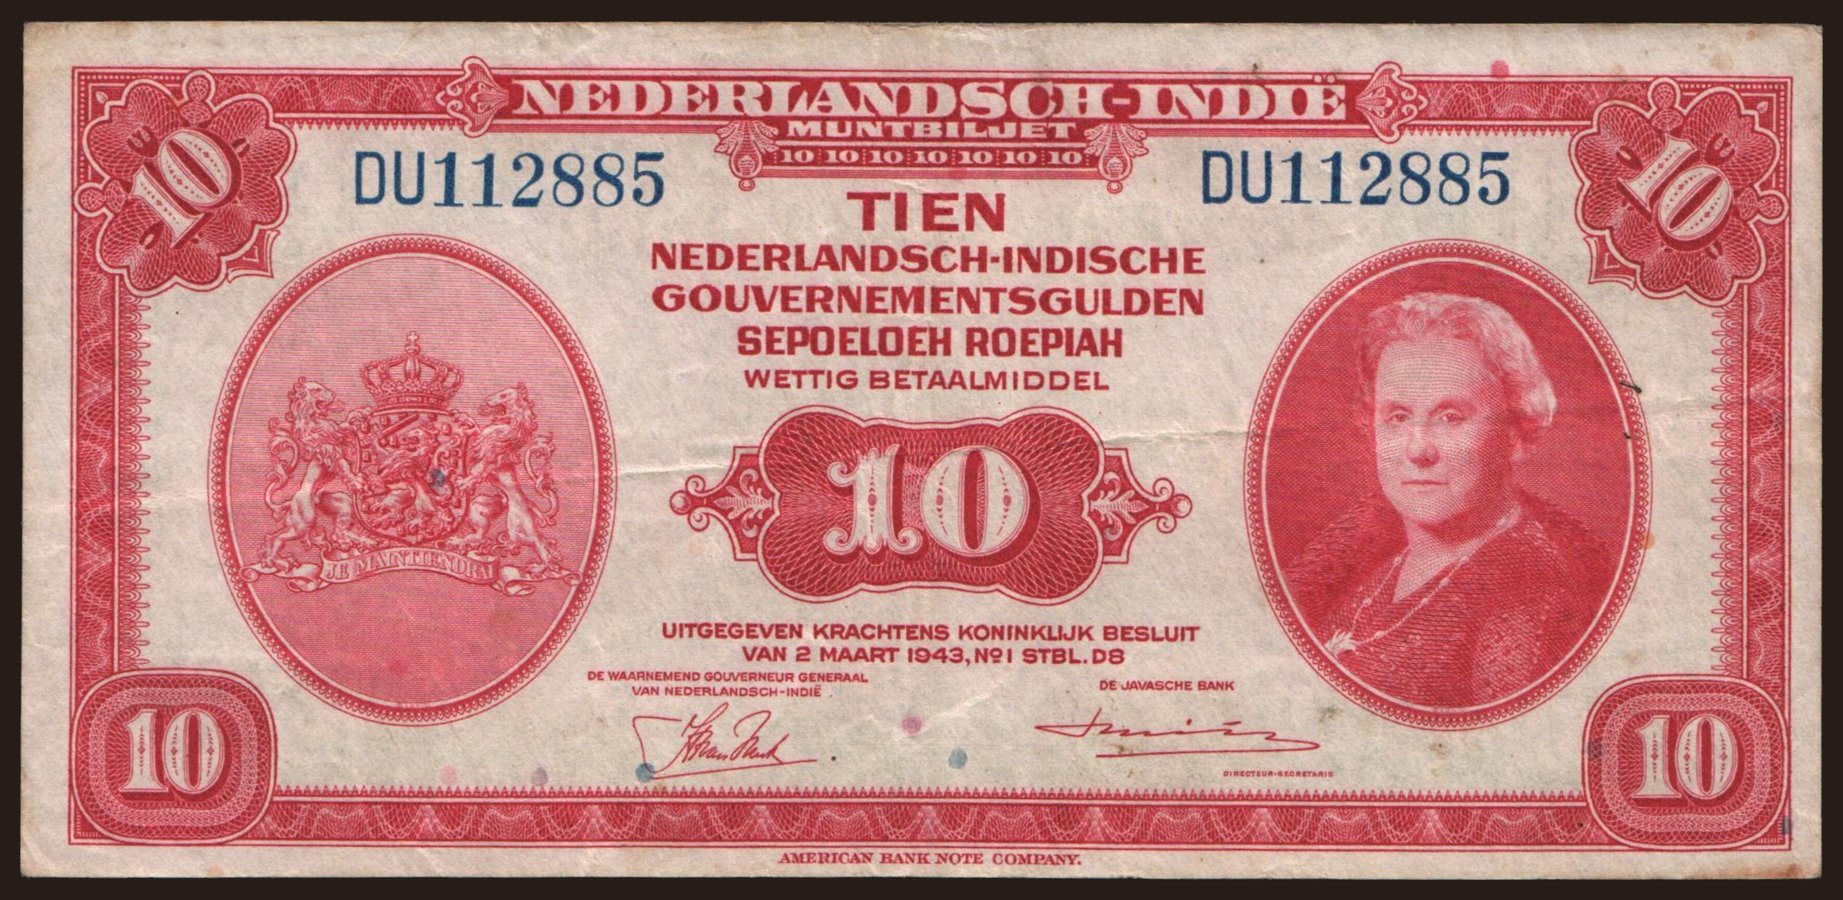 NEDERLANDSCH-INDIË
MUNTBILJET
10 10 10 10 10 10 10
10
10
DU112885
DU112885
TIEN
NEDERLANDSCH-INDISCHE
GOUVERNEMENTSGULDEN
SEPOELOEH ROEPIAH
WETTIG BETAALMIDDEL
10
JE MAINTIENDRAI
UITGEGEVEN KRACHTENS KONINKLIJK BESLUIT
VAN 2 MAART 1943, No 1 STBL. D8
DE WAARNEMEND GOUVERNEUR GENERAAL
VAN NEDERLANDSCH-INDIË
DE JAVASCHE BANK
DIRECTEUR-SECRETARIS
10
10
AMERICAN BANK NOTE COMPANY.